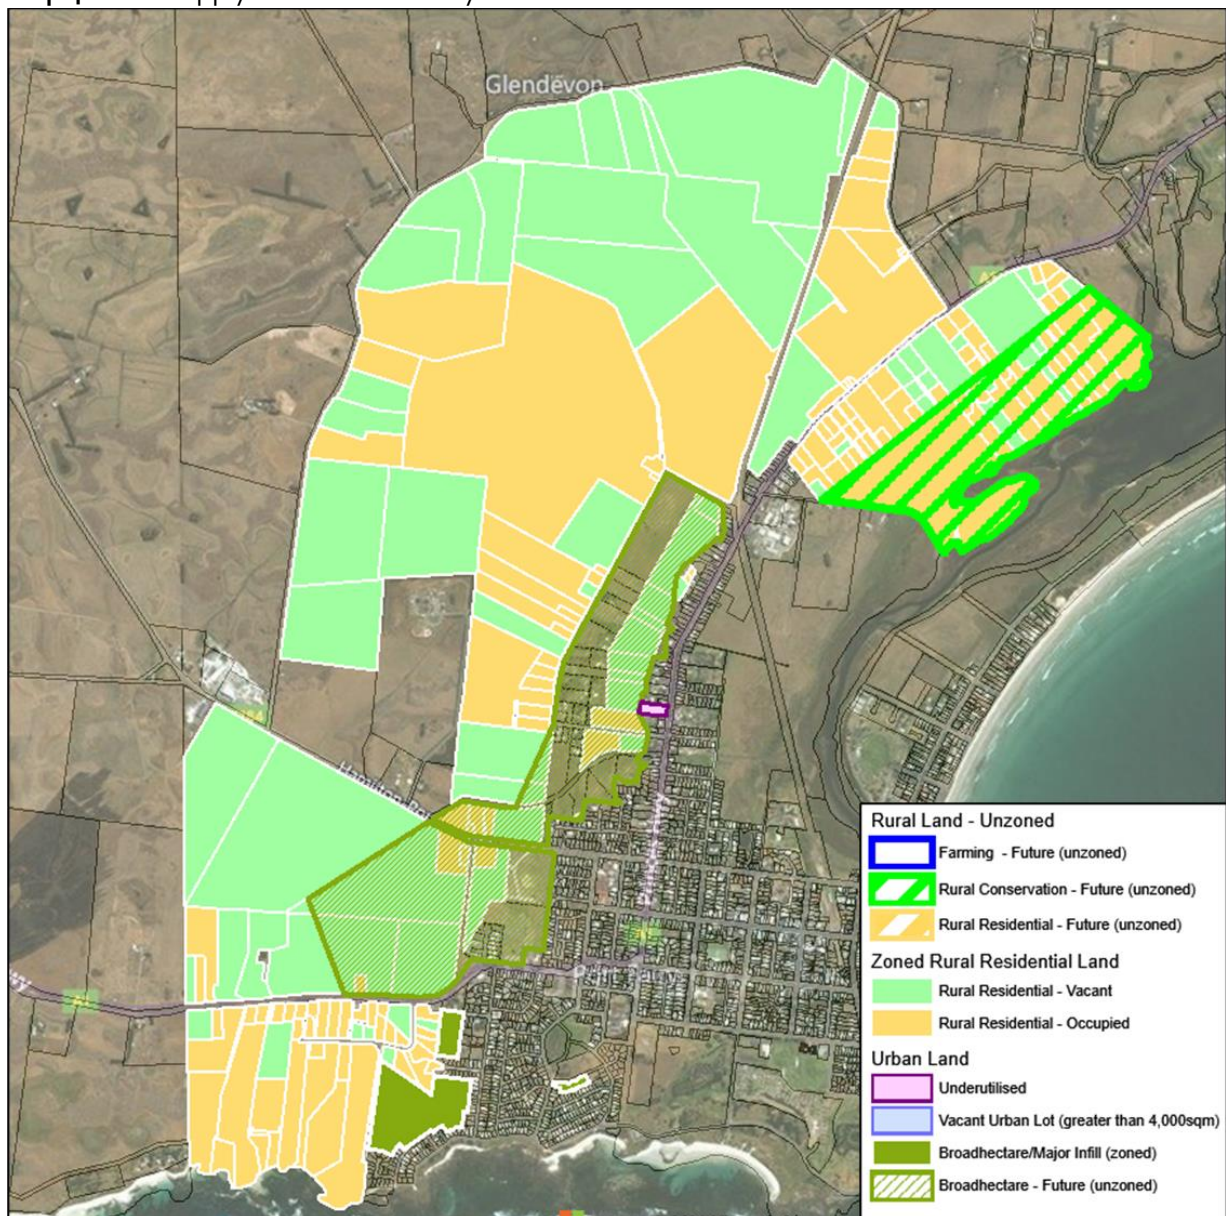 Glendevon
Hamilton
Rural Land - Unzoned
Farming - Future (unzoned)
Rural Conservation - Future (unzoned)
Rural Residential - Future (unzoned)
Zoned Rural Residential Land
Rural Residential - Vacant
Rural Residential - Occupied
Urban Land
Underutilised
Vacant Urban Lot (greater than 4,000sqm)
Broadhectare/Major Infill (zoned)
Broadhectare - Future (unzoned)